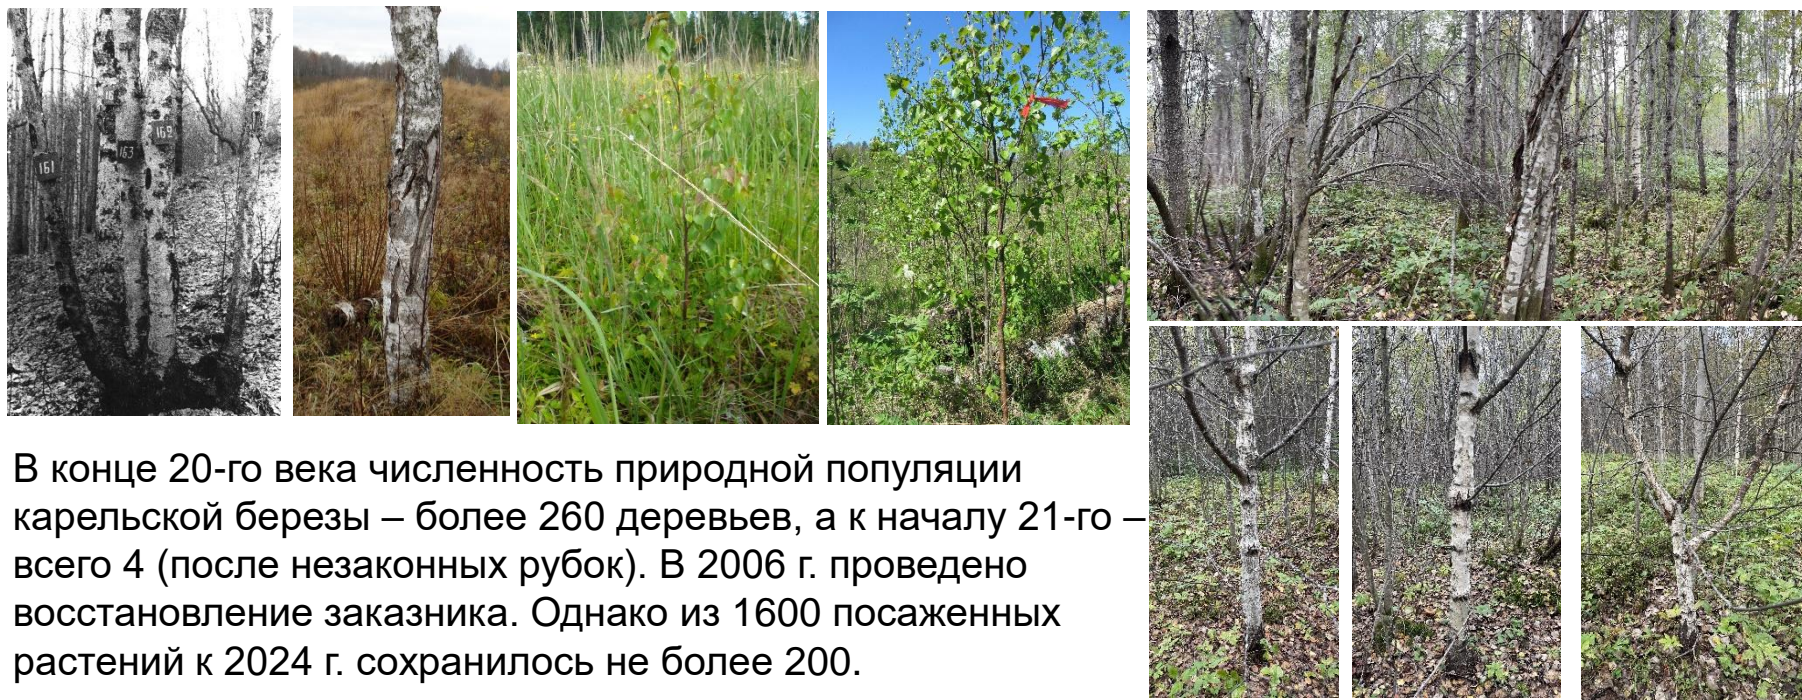 161
163
169
В конце 20-го века численность природной популяции
карельской березы – более 260 деревьев, а к началу 21-го –
всего 4 (после незаконных рубок). В 2006 г. проведено
восстановление заказника. Однако из 1600 посаженных
растений к 2024 г. сохранилось не более 200.